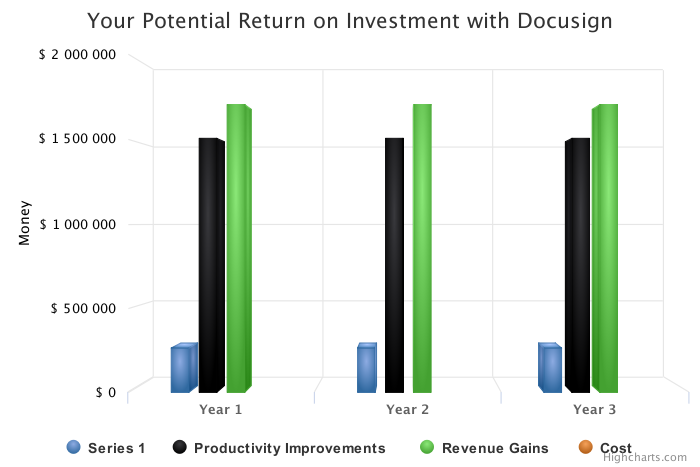 Your Potential Return on Investment with Docusign
$ 2 000 000
$ 1 500 000
$ 1 000 000
$ 500 000
$ 0
Money
Year 1
Year 2
Year 3
Series 1
Productivity Improvements
Revenue Gains
Cost
Highcharts.com